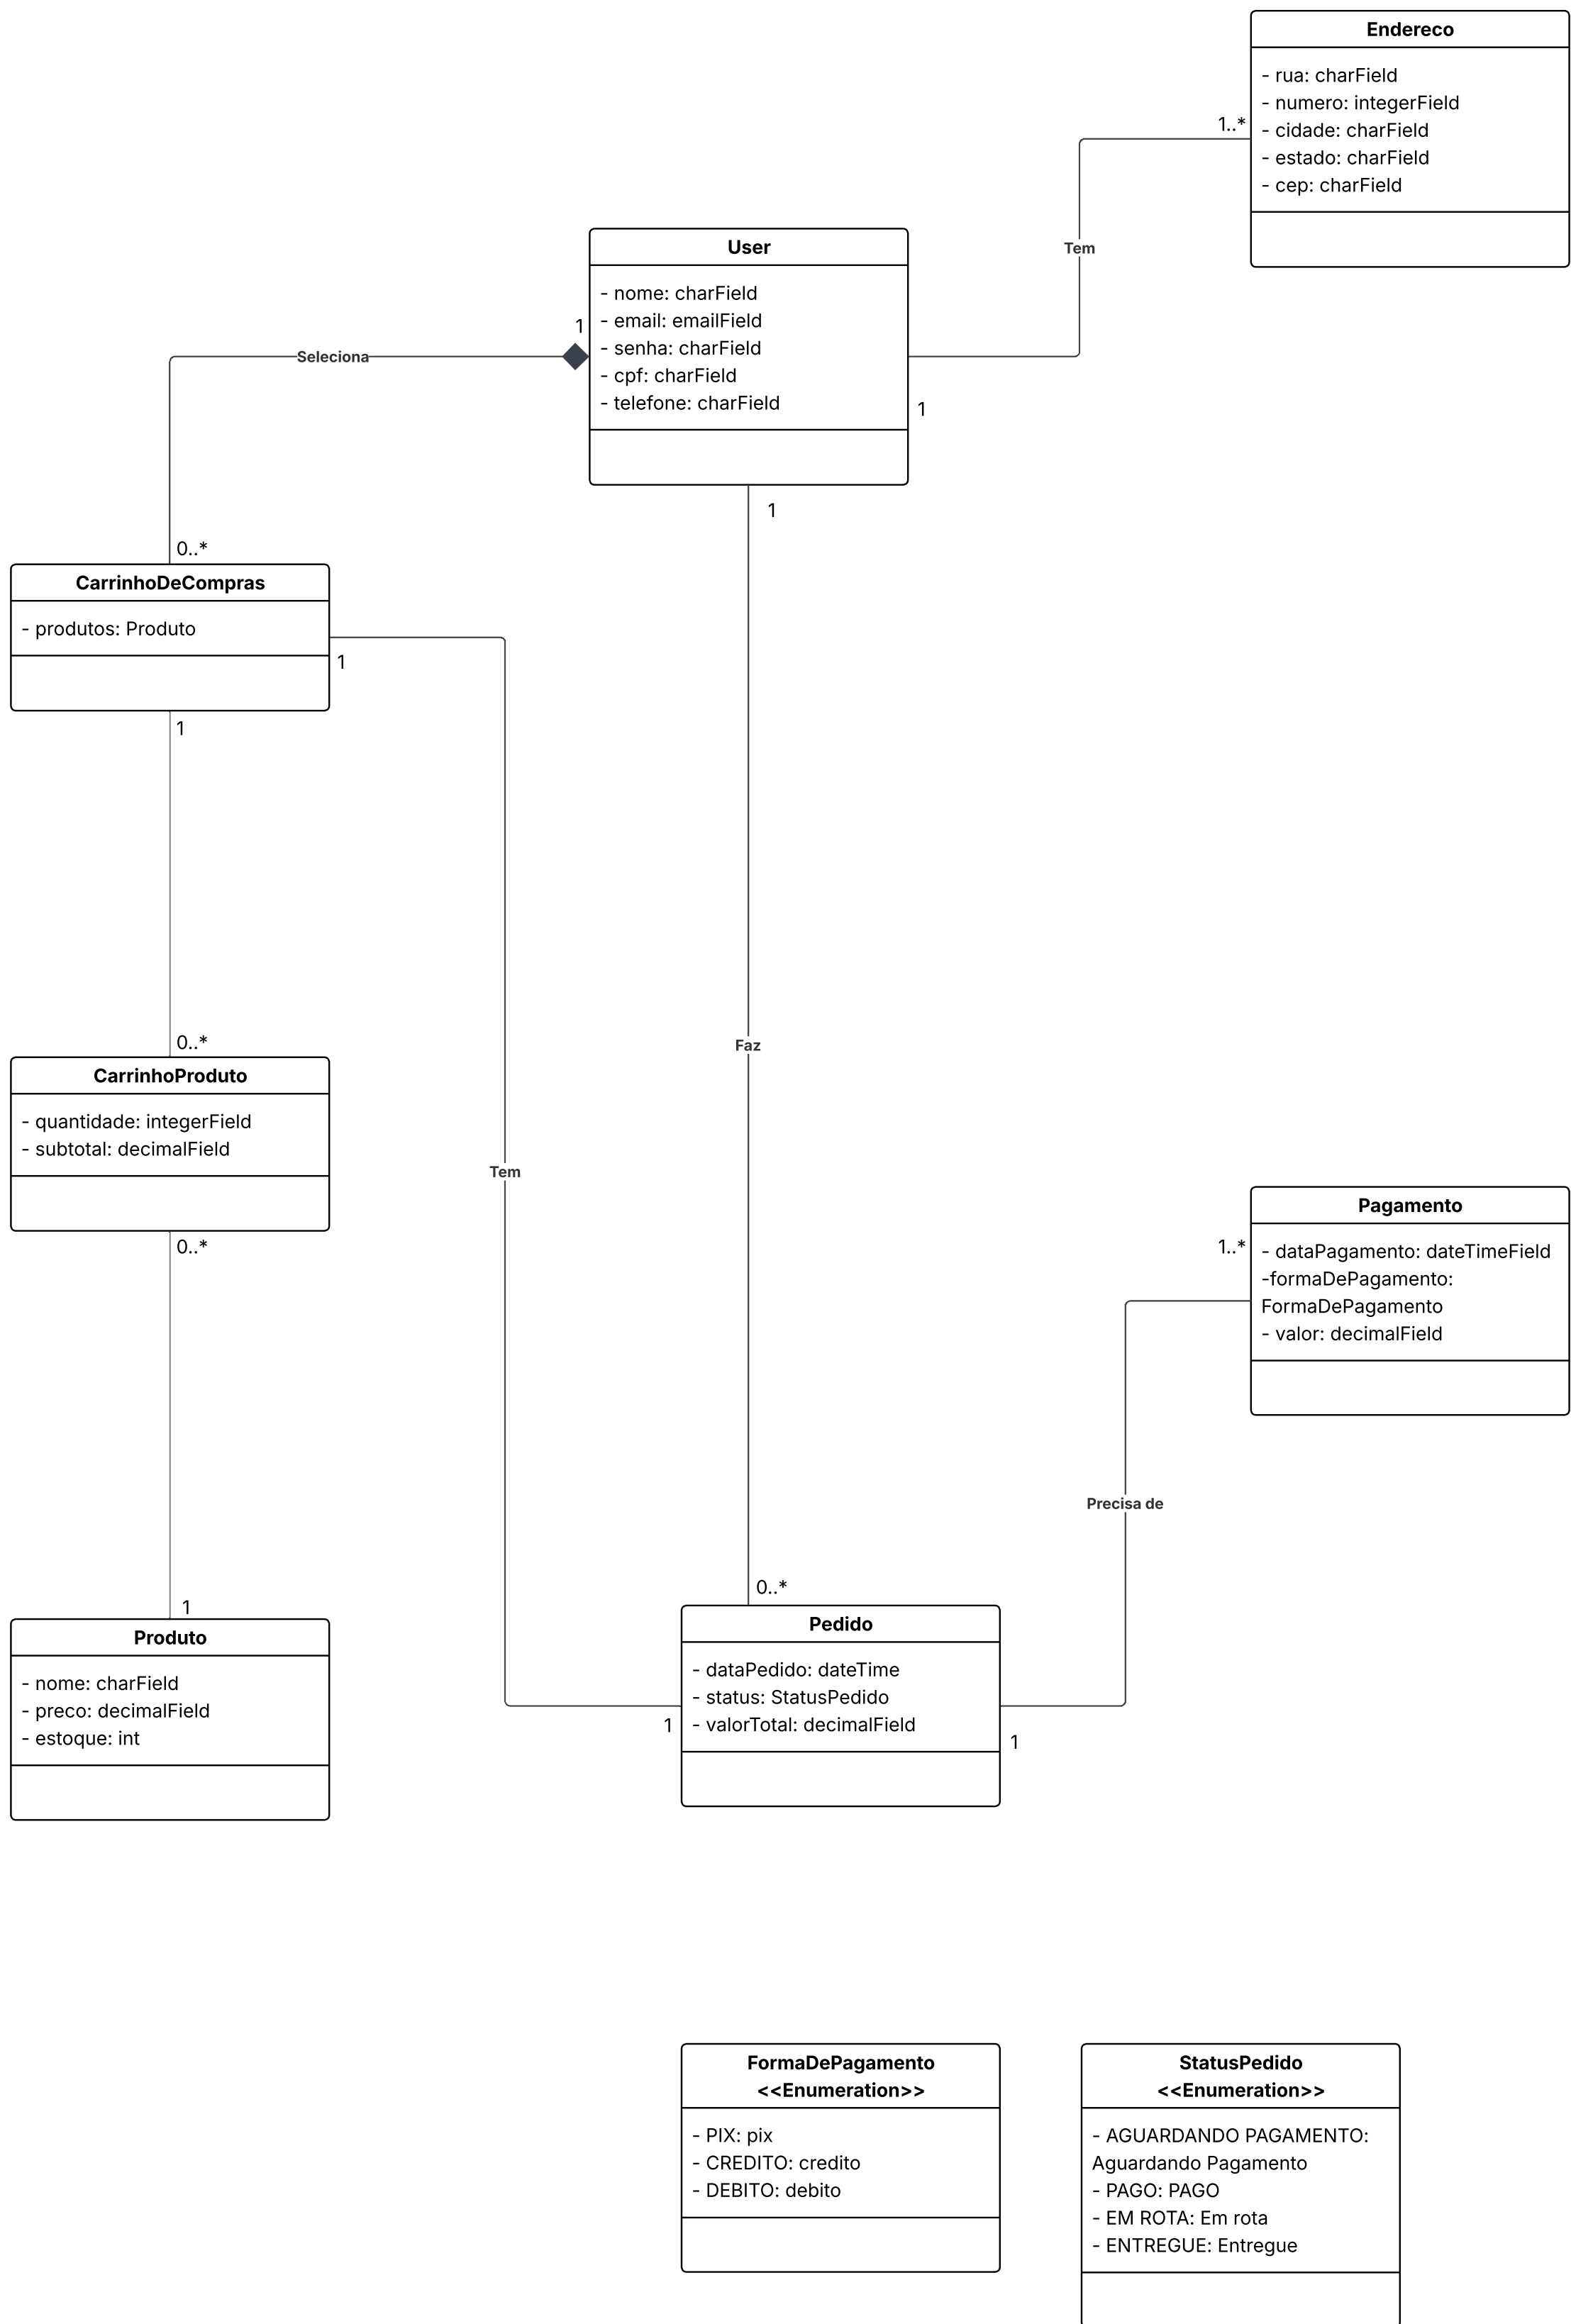 Endereco
- rua: charField
- numero: integerField
- cidade: charField
- estado: charField
- cep: charField
1..*
Tem
User
- nome: charField
- email: emailField
- senha: charField
- cpf: charField
- telefone: charField
1
Seleciona
1
1
0..*
CarrinhoDeCompras
- produtos: Produto
1
1
Faz
0..*
CarrinhoProduto
- quantidade: integerField
- subtotal: decimalField
0..*
Tem
Pagamento
- dataPagamento: dateTimeField
-formaDePagamento:
FormaDePagamento
- valor: decimalField
1..*
Precisa de
1
Produto
- nome: charField
- preco: decimalField
- estoque: int
0..*
Pedido
- dataPedido: dateTime
- status: StatusPedido
- valorTotal: decimalField
1
1
FormaDePagamento
<<Enumeration>>
- PIX: pix
- CREDITO: credito
- DEBITO: debito
StatusPedido
<<Enumeration>>
- AGUARDANDO PAGAMENTO:
Aguardando Pagamento
- PAGO: PAGO
- EM ROTA: Em rota
- ENTREGUE: Entregue